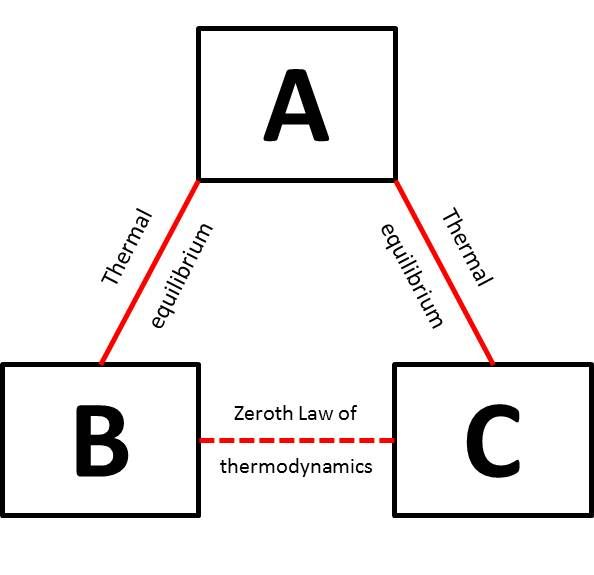 A
Thermal
equilibrium
Thermal
equilibrium
B
Zeroth Law of
thermodynamics
C